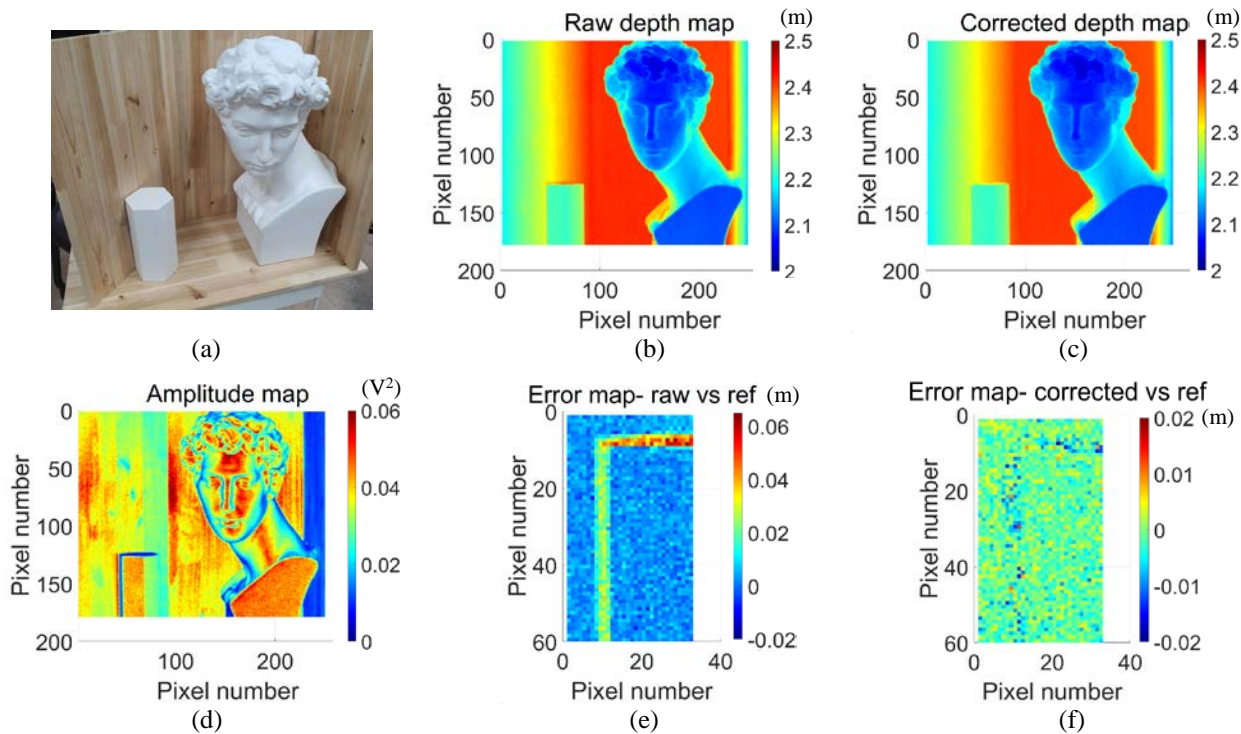 (a)
Raw depth map
(m)
0
50
100
150
200
0
100
200
Pixel number
Pixel number
2.5
2.4
2.3
2.2
2.1
2
(b)
Corrected depth map
(m)
0
50
100
150
200
0
100
200
Pixel number
Pixel number
2.5
2.4
2.3
2.2
2.1
2
(c)
Amplitude map
(V²)
0
50
100
150
200
100
200
Pixel number
Pixel number
0.06
0.04
0.02
0
(d)
Error map- raw vs ref
(m)
0
20
40
60
0
20
40
Pixel number
Pixel number
0.06
0.04
0.02
0
-0.02
(e)
Error map- corrected vs ref
(m)
0
20
40
60
0
20
40
Pixel number
Pixel number
0.02
0.01
0
-0.01
-0.02
(f)